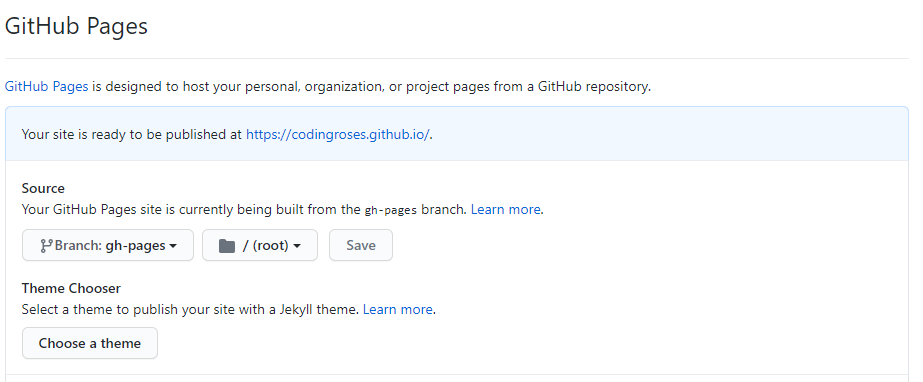 GitHub Pages
GitHub Pages is designed to host your personal, organization, or project pages from a GitHub repository.
Your site is ready to be published at https://codingroses.github.io/.
Source
Your GitHub Pages site is currently being built from the gh-pages branch. Learn more.
Branch: gh-pages / (root) Save
Theme Chooser
Select a theme to publish your site with a Jekyll theme. Learn more.
Choose a theme